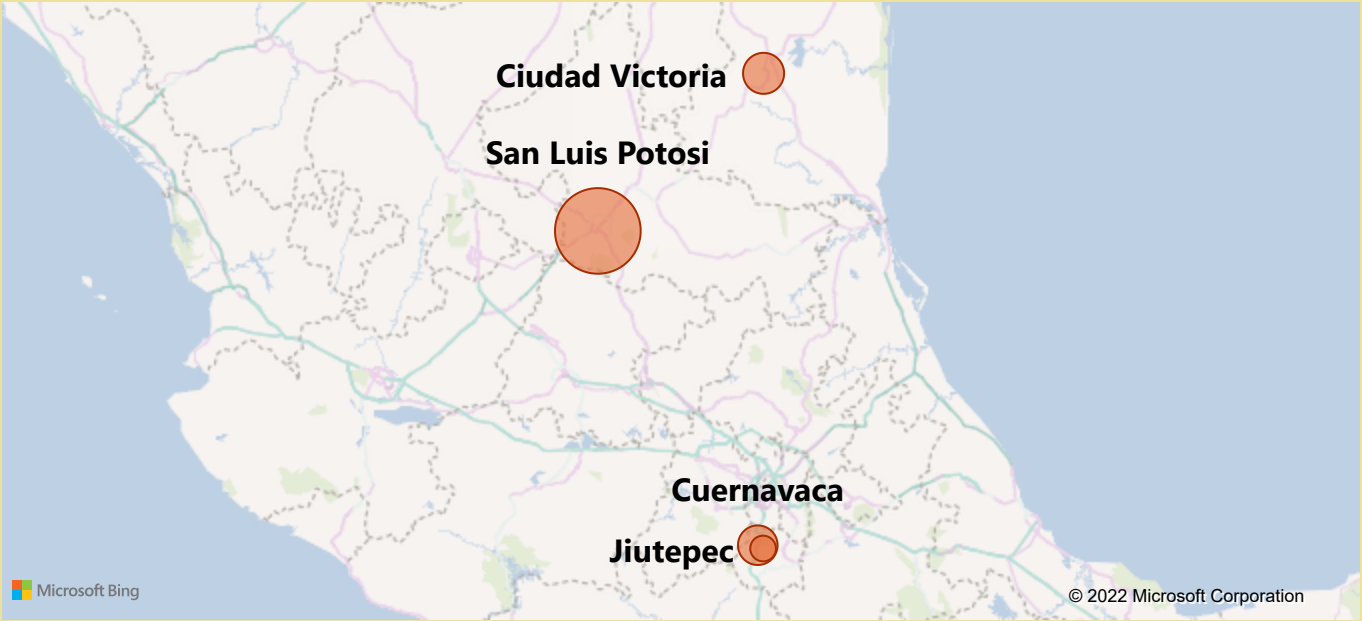 Ciudad Victoria
San Luis Potosi
Cuernavaca
Jiutepec
Microsoft Bing
© 2022 Microsoft Corporation